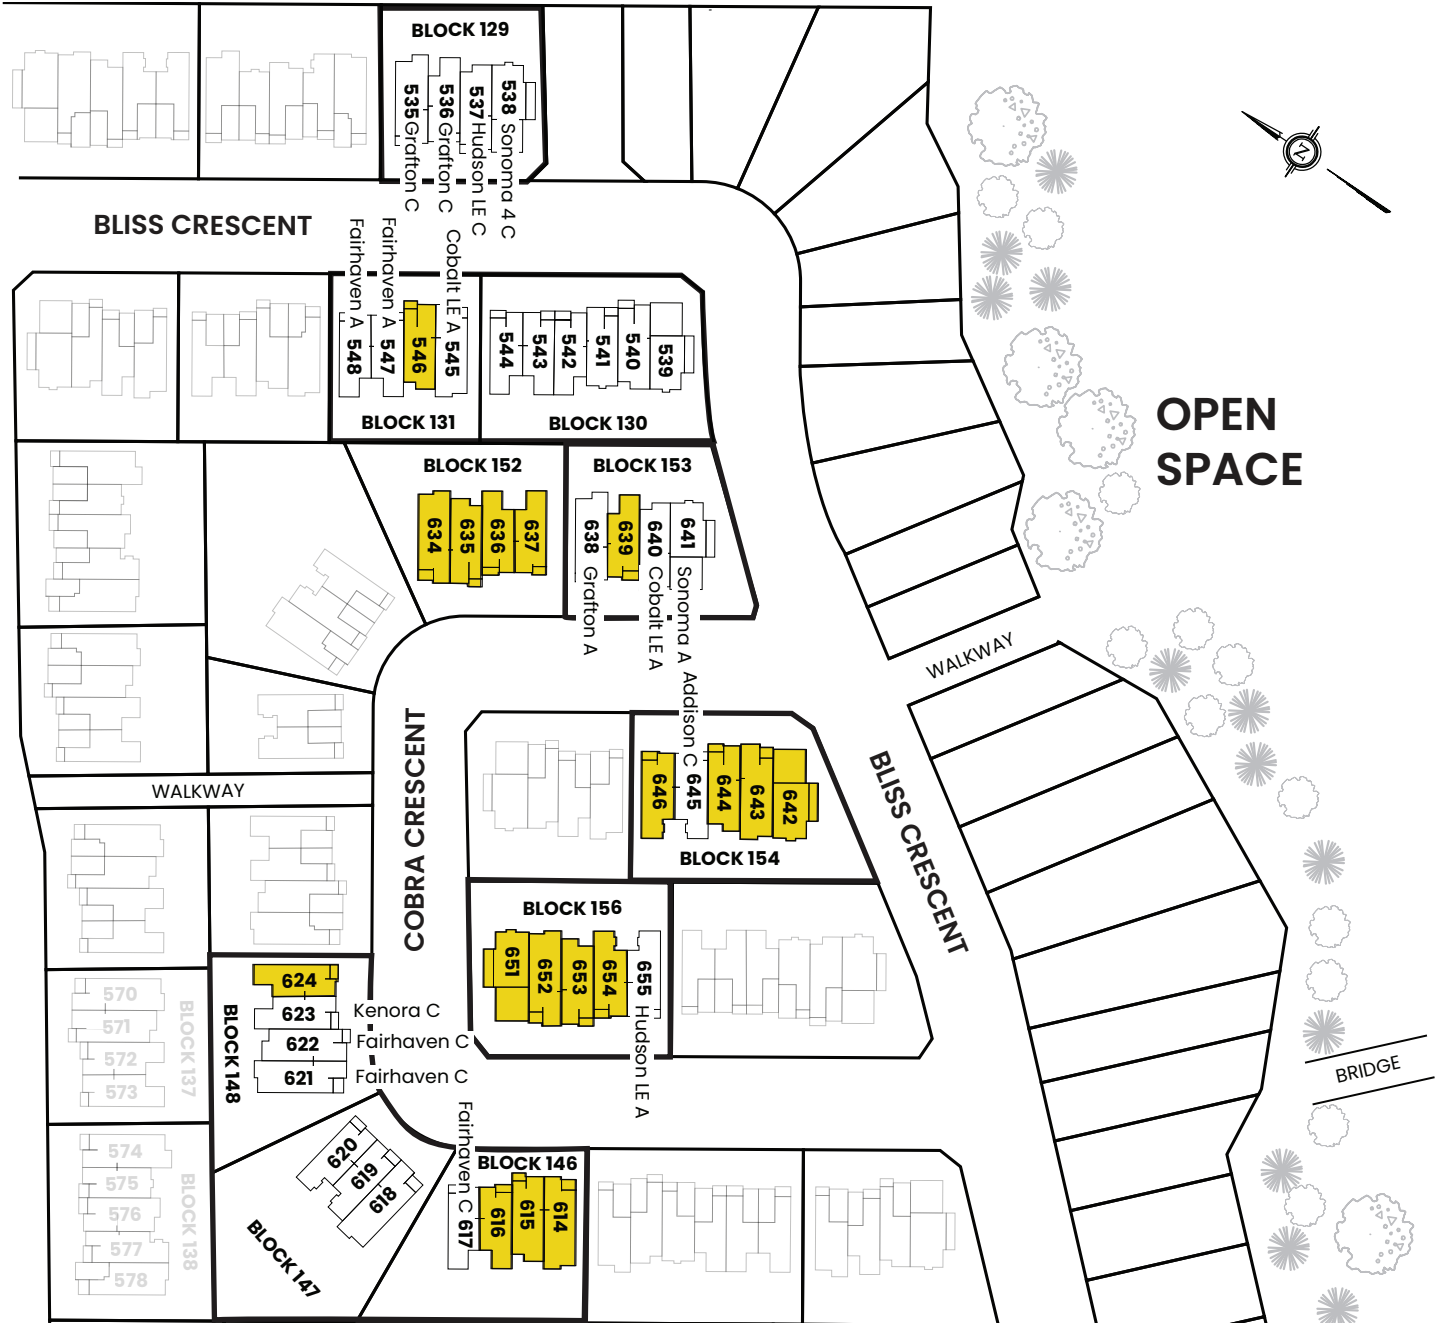 BLOCK 129
535 Grafton C
536 Grafton C
537 Hudson LE C
538 Sonoma 4 C
N
BLISS CRESCENT
548 Fairhaven A
547 Fairhaven A
546
545 Cobalt LE A
BLOCK 131
544
543
542
541
540
539
BLOCK 130
OPEN
SPACE
BLOCK 152
634
635
636
637
BLOCK 153
638 Grafton A
639
640 Cobalt LE A
641 Sonoma A
WALKWAY
COBRA CRESCENT
WALKWAY
646
645 Addison C
644
643
642
BLOCK 154
BLISS CRESCENT
BLOCK 156
651
652
653
654
655 Hudson LE A
BLOCK 148
624
623 Kenora C
622 Fairhaven C
621 Fairhaven C
570
571
572
573
BLOCK 137
574
575
576
577
578
BLOCK 138
620
619
618
BLOCK 147
BLOCK 146
617 Fairhaven C
616
615
614
BRIDGE